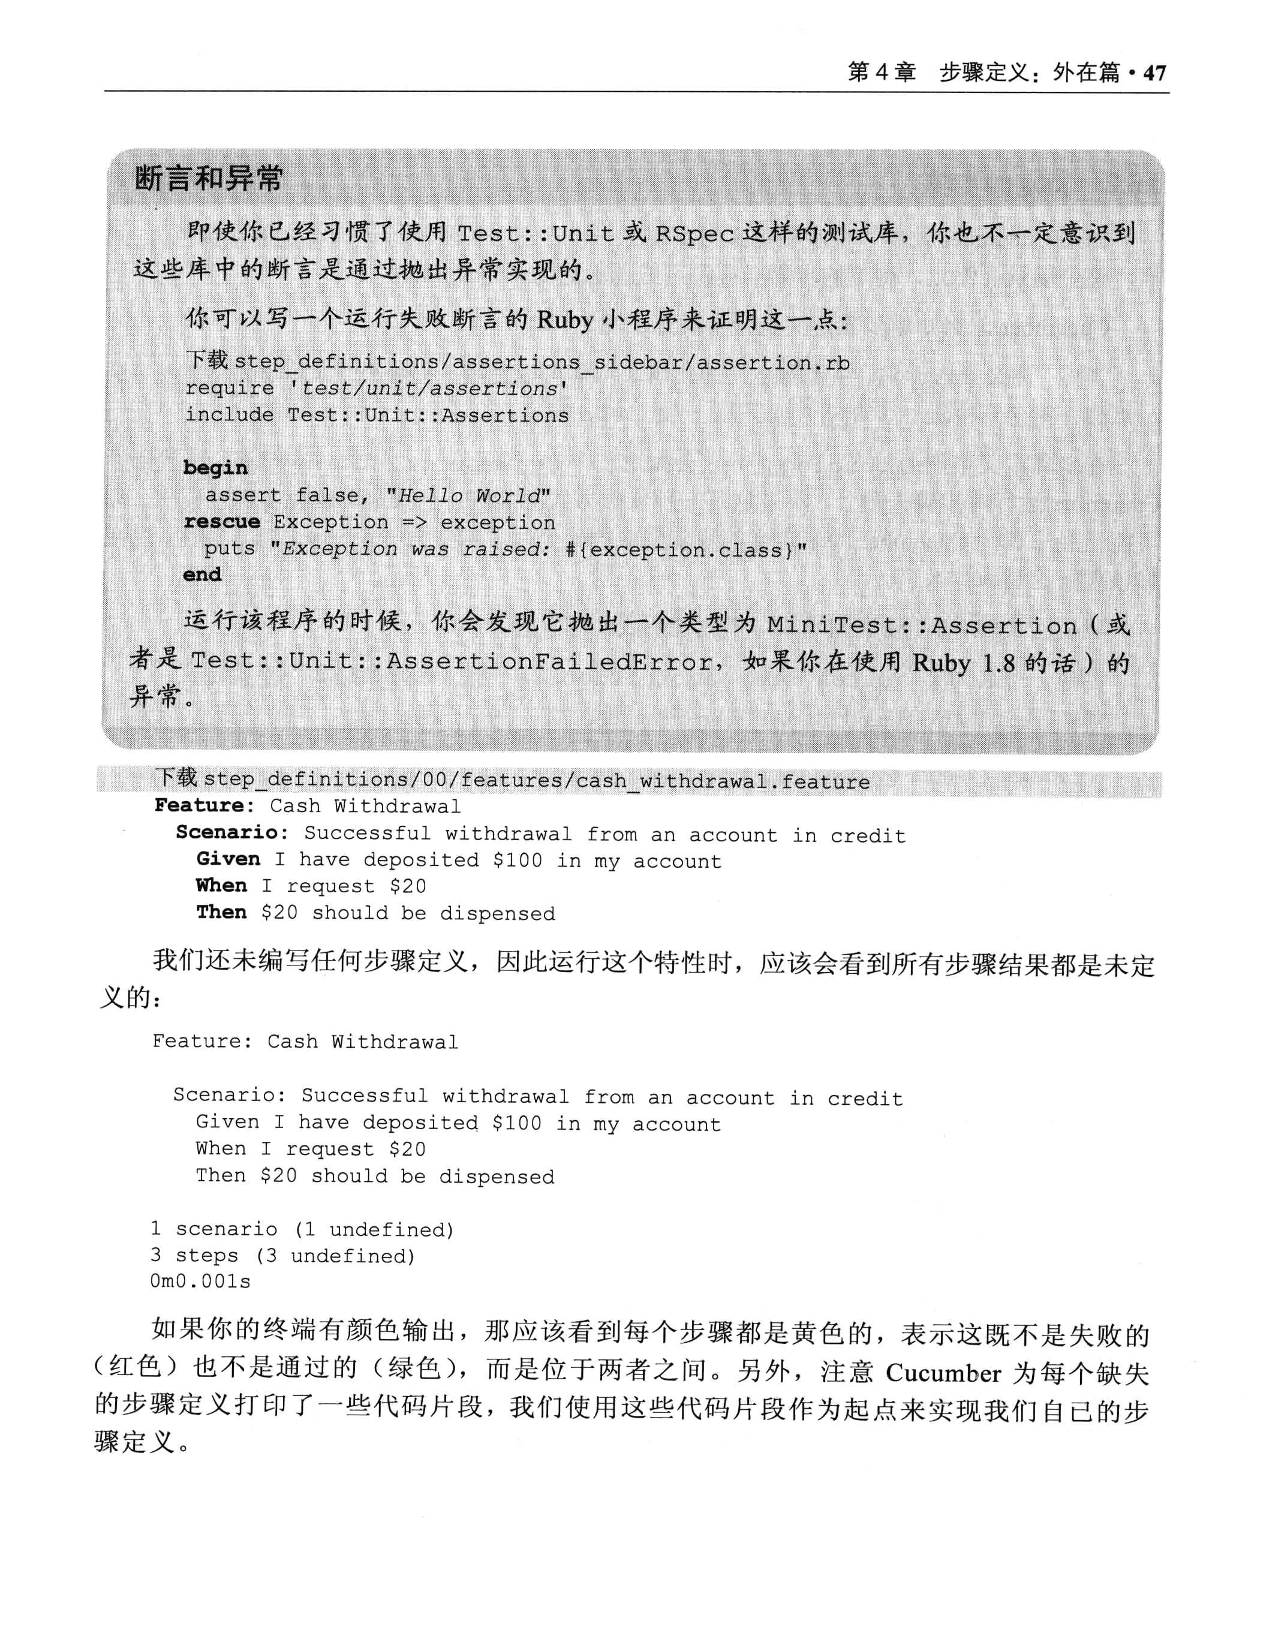 第 4 章　步骤定义：外在篇 • 47
断言和异常
即使你已经习惯了使用 Test::Unit 或 RSpec 这样的测试库，你也不一定意识到
这些库中的断言是通过抛出异常实现的。
你可以写一个运行失败断言的 Ruby 小程序来证明这一点：
下载 step_definitions/assertions_sidebar/assertion.rb
require 'test/unit/assertions'
include Test::Unit::Assertions
begin
  assert false, "Hello World"
rescue Exception => exception
  puts "Exception was raised: #{exception.class}"
end
运行该程序的时候，你会发现它抛出一个类型为 MiniTest::Assertion（或
者是 Test::Unit::AssertionFailedError，如果你在使用 Ruby 1.8 的话）的
异常。
下载 step_definitions/00/features/cash_withdrawal.feature
Feature: Cash Withdrawal
  Scenario: Successful withdrawal from an account in credit
    Given I have deposited $100 in my account
    When I request $20
    Then $20 should be dispensed
我们还未编写任何步骤定义，因此运行这个特性时，应该会看到所有步骤结果都是未定
义的：
Feature: Cash Withdrawal
  Scenario: Successful withdrawal from an account in credit
    Given I have deposited $100 in my account
    When I request $20
    Then $20 should be dispensed
1 scenario (1 undefined)
3 steps (3 undefined)
0m0.001s
如果你的终端有颜色输出，那应该看到每个步骤都是黄色的，表示这既不是失败的
（红色）也不是通过的（绿色），而是位于两者之间。另外，注意 Cucumber 为每个缺失
的步骤定义打印了一些代码片段，我们使用这些代码片段作为起点来实现我们自己的步
骤定义。